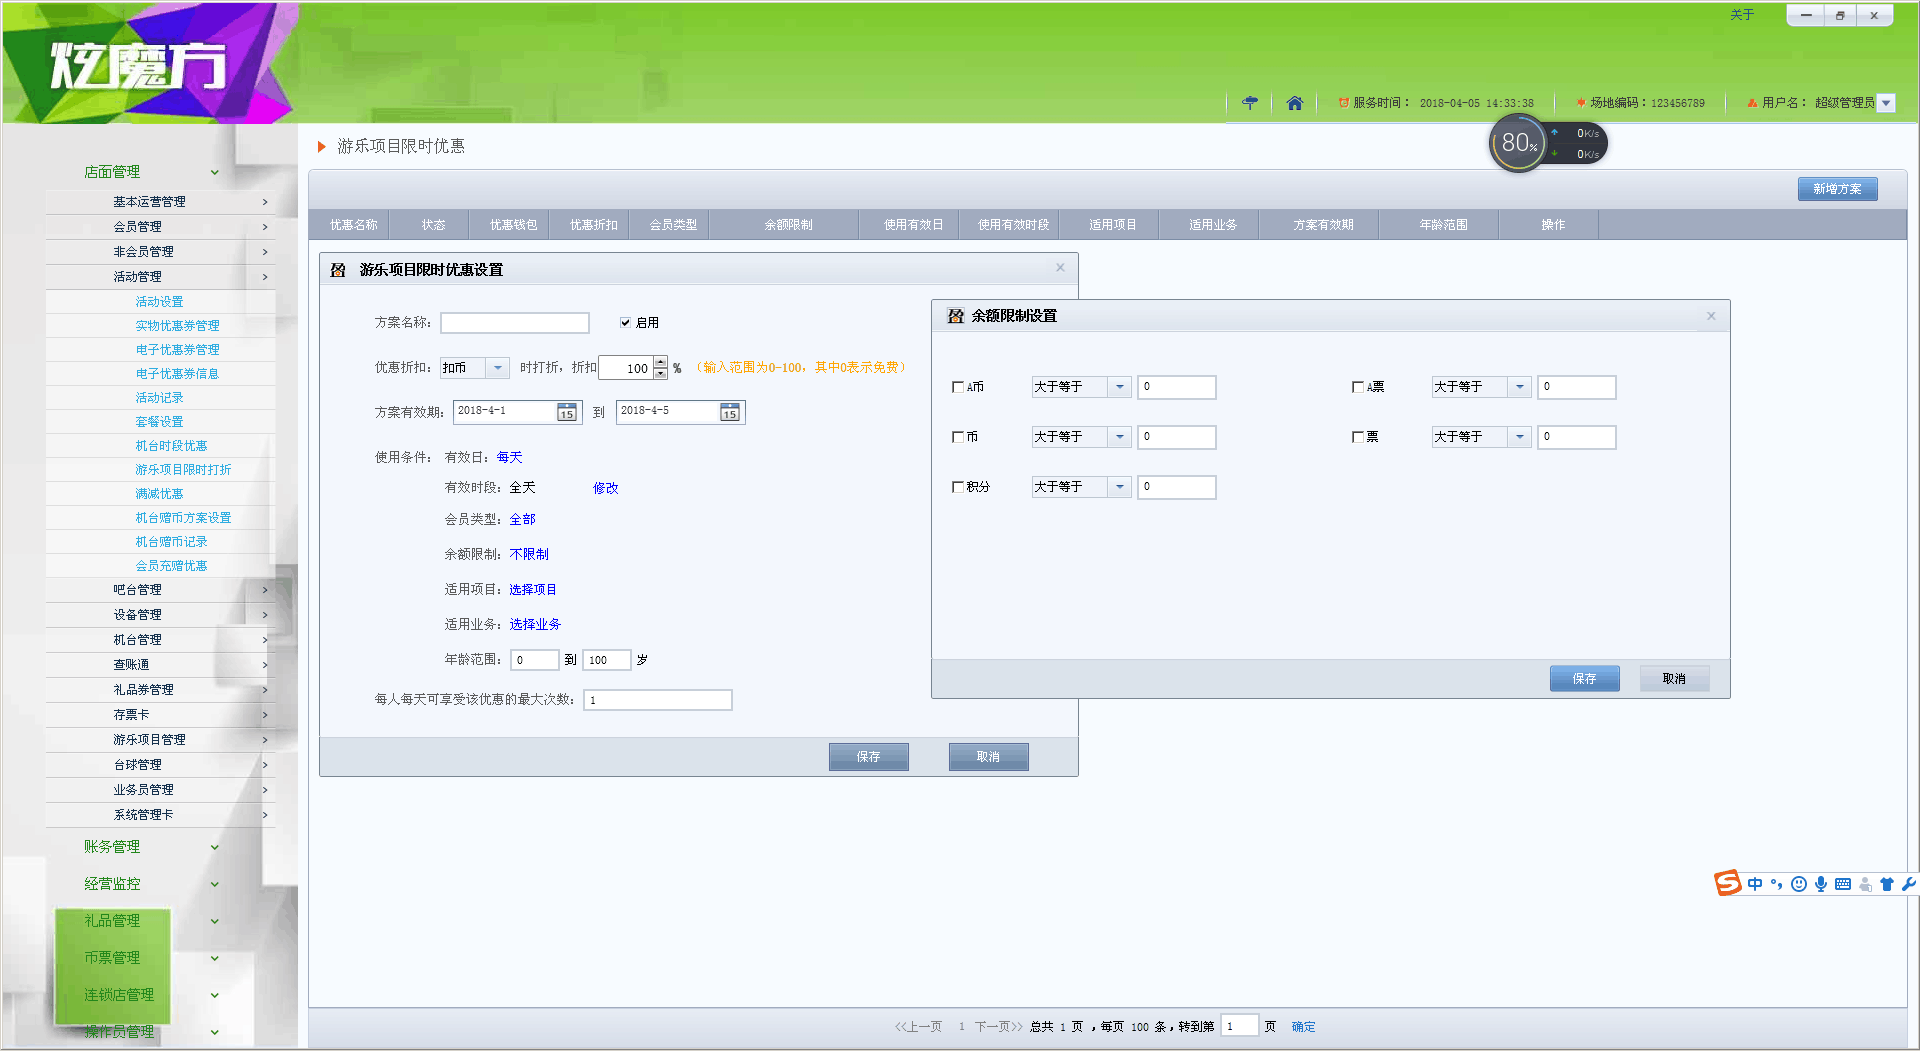 关于
炫魔方
服务时间： 2018-04-05 14:33:38
场地编码：123456789
用户名： 超级管理员
80%
0K/s
0K/s
店面管理
基本运营管理
会员管理
非会员管理
活动管理
活动设置
实物优惠券管理
电子优惠券管理
电子优惠券信息
活动记录
套餐设置
机台时段优惠
游乐项目限时打折
满减优惠
机台赠币方案设置
机台赠币记录
会员充赠优惠
吧台管理
设备管理
机台管理
查账通
礼品券管理
存票卡
游乐项目管理
台球管理
业务员管理
系统管理卡
账务管理
经营监控
礼品管理
币票管理
连锁店管理
操作员管理
游乐项目限时优惠
新增方案
优惠名称 状态 优惠钱包 优惠折扣 会员类型 余额限制 使用有效日 使用有效时段 适用项目 适用业务 方案有效期 年龄范围 操作
游乐项目限时优惠设置
方案名称： 启用
优惠折扣： 扣币 时打折，折扣 100 % （输入范围为0-100，其中0表示免费）
方案有效期： 2018-4-1 15 到 2018-4-5 15
使用条件： 有效日： 每天
有效时段： 全天 修改
会员类型： 全部
余额限制： 不限制
适用项目： 选择项目
适用业务： 选择业务
年龄范围： 0 到 100 岁
每人每天可享受该优惠的最大次数： 1
保存 取消
余额限制设置
A币 大于等于 0 A票 大于等于 0
币 大于等于 0 票 大于等于 0
积分 大于等于 0
保存 取消
中
<<上一页 1 下一页>> 总共 1 页 ，每页 100 条，转到第 1 页 确定